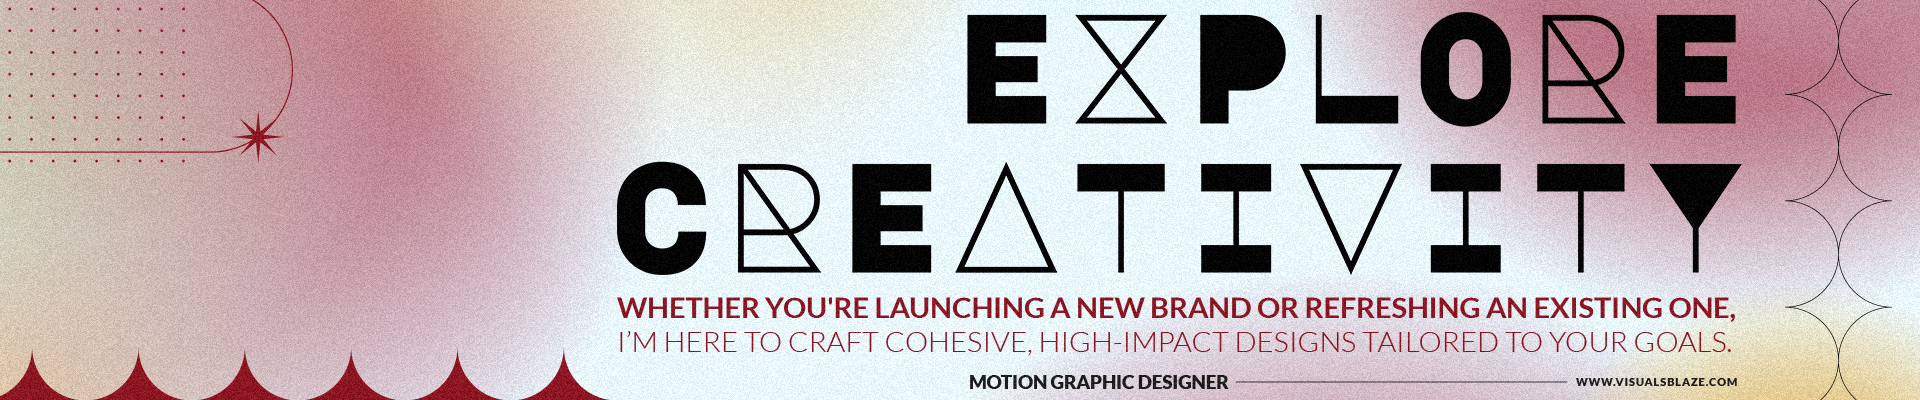 EXPLORE
CREATIVITY
WHETHER YOU'RE LAUNCHING A NEW BRAND OR REFRESHING AN EXISTING ONE,
I’M HERE TO CRAFT COHESIVE, HIGH-IMPACT DESIGNS TAILORED TO YOUR GOALS.
MOTION GRAPHIC DESIGNER WWW.VISUALSBLAZE.COM